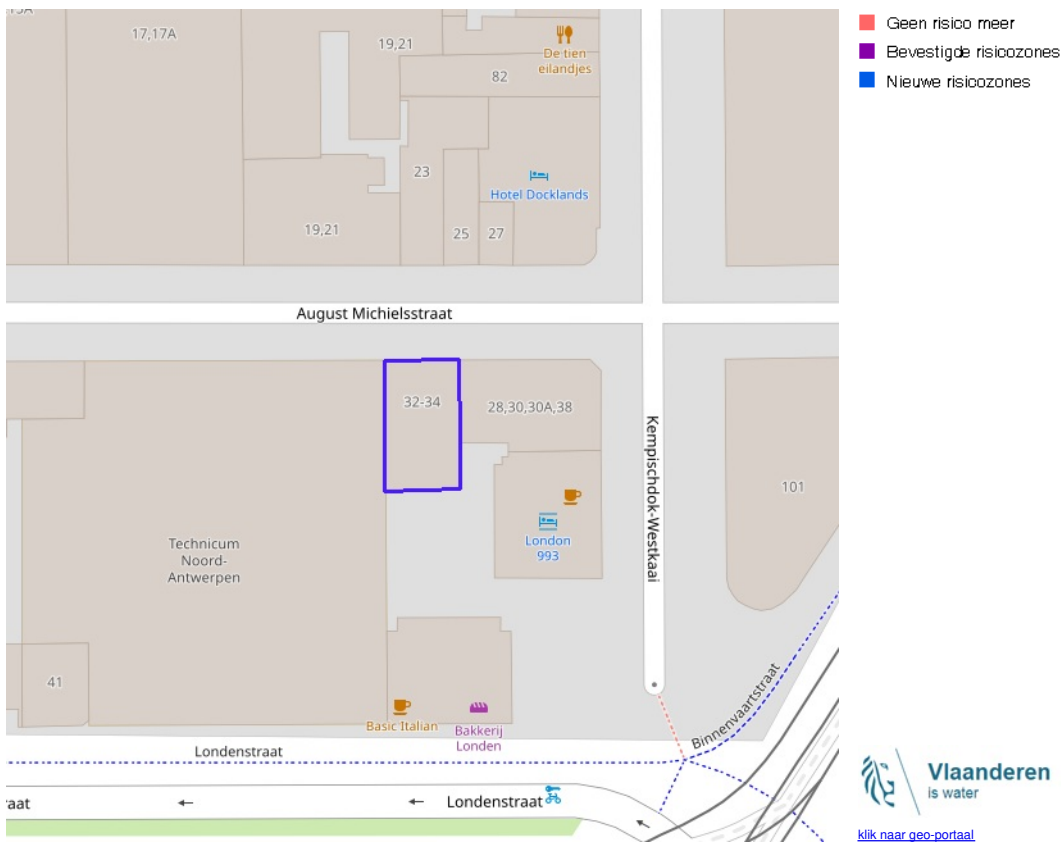 17,17A
19,21
De tien
eilandjes
82
23
Hotel Docklands
19,21
25
27
August Michielsstraat
32-34
28,30,30A,38
Kempischdok-Westkaai
101
London
993
Technicum
Noord-
Antwerpen
41
Basic Italian
Bakkerij
Londen
Binnenvaartstraat
Londenstraat
raat
Londenstraat
Geen risico meer
Bevestigde risicozones
Nieuwe risicozones
Vlaanderen
is water
klik naar geo-portaal